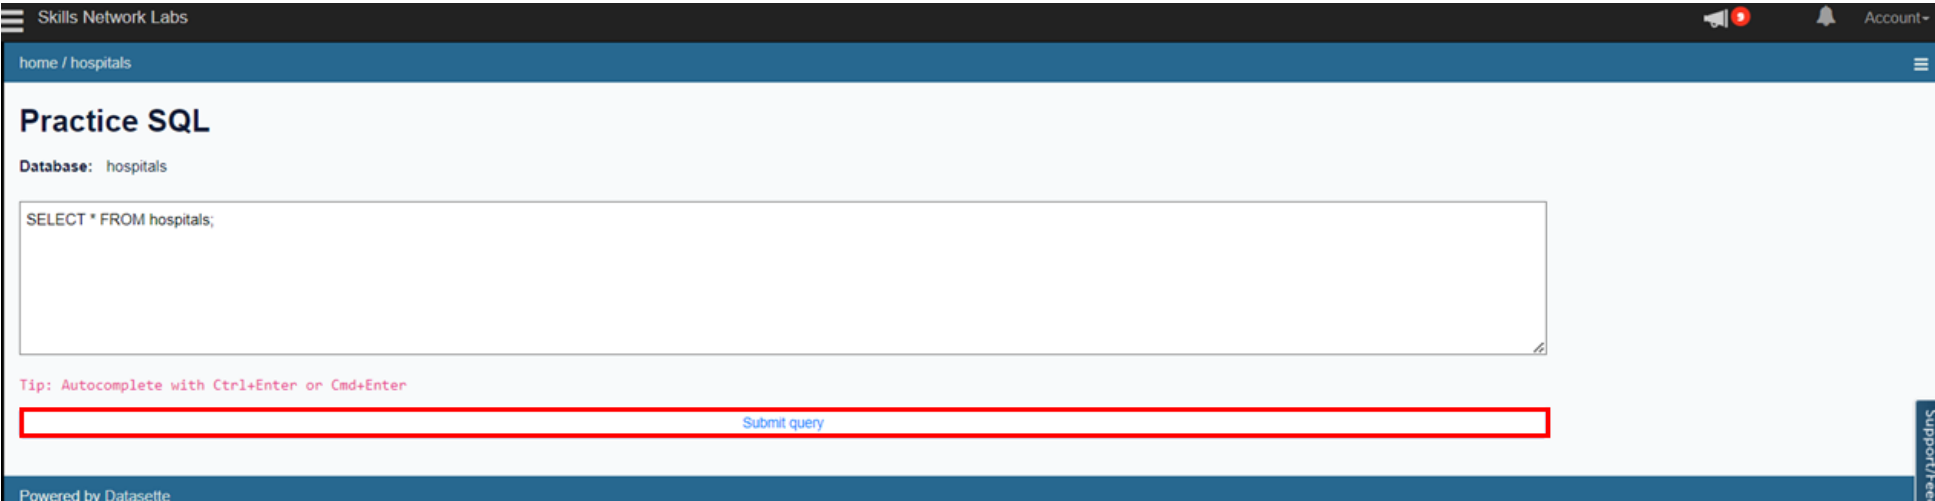 Skills Network Labs
Account
home / hospitals
Practice SQL
Database: hospitals
SELECT * FROM hospitals;
Tip: Autocomplete with Ctrl+Enter or Cmd+Enter
Submit query
Powered by Datasette